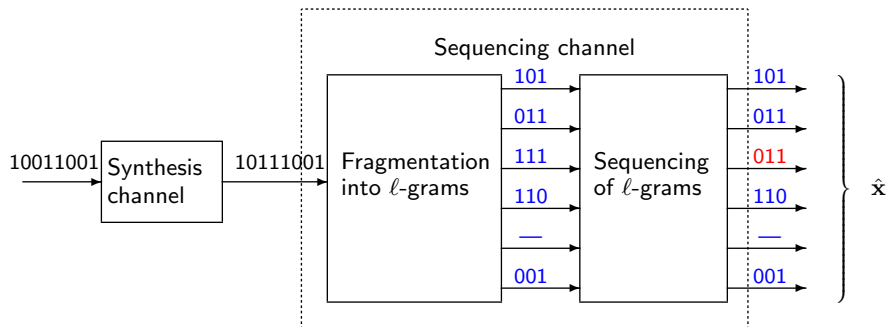 Sequencing channel
10011001
Synthesis
channel
10111001
Fragmentation
into ℓ-grams
101
011
111
110
—
001
Sequencing
of ℓ-grams
101
011
011
110
—
001
x̂